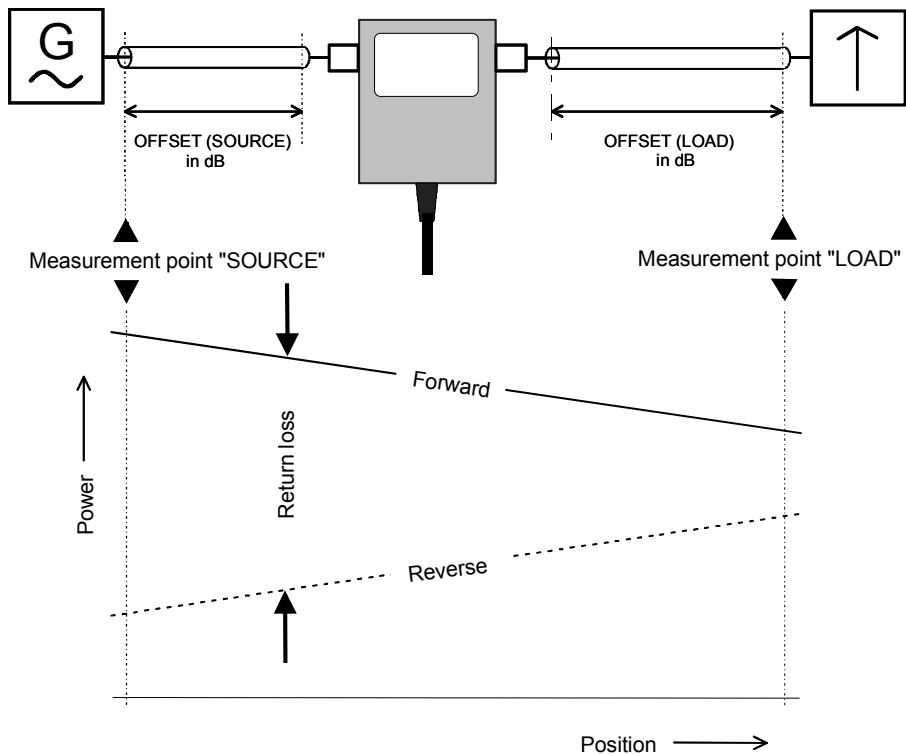 G
OFFSET (SOURCE)
in dB
OFFSET (LOAD)
in dB
Measurement point "SOURCE"
Measurement point "LOAD"
Forward
Return loss
Power
Reverse
Position